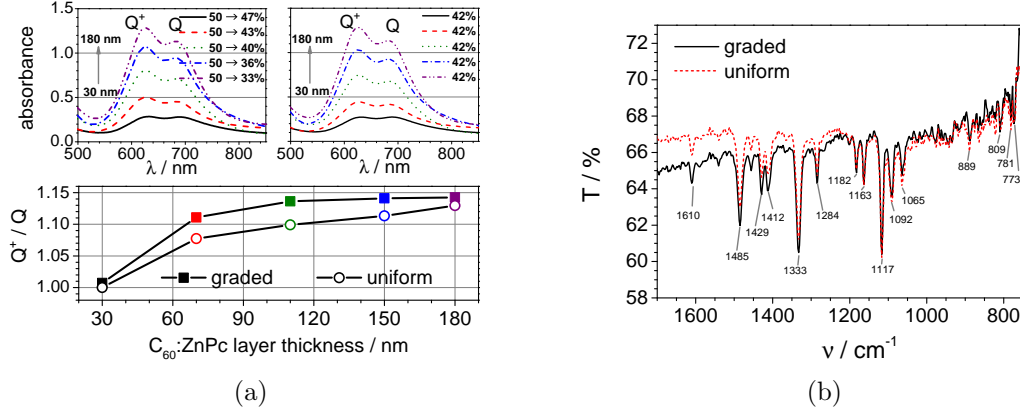 Q⁺ Q
180 nm
30 nm
50 → 47%
50 → 43%
50 → 40%
50 → 36%
50 → 33%
absorbance
1.5
1.0
0.5
0.0
500 600 700 800
λ / nm
Q⁺ Q
180 nm
30 nm
42%
42%
42%
42%
42%
500 600 700 800
λ / nm
Q⁺ / Q
1.15
1.10
1.05
1.00
graded uniform
30 60 90 120 150 180
C₆₀:ZnPc layer thickness / nm
(a)
T / %
72
70
68
66
64
62
60
58
graded
uniform
1610
1485
1429
1412
1333
1284
1182
1163
1117
1092
1065
889
809
781
773
1600 1400 1200 1000 800
ν / cm⁻¹
(b)